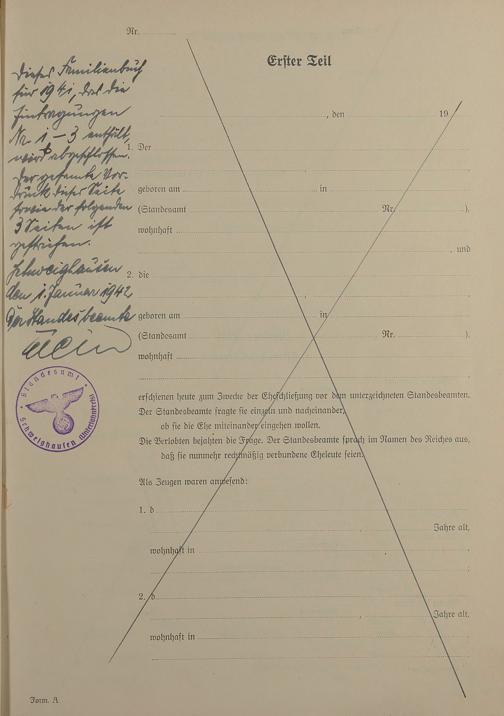 Nr.
Erster Teil
, den 19
1. Der
geboren am in
(Standesamt Nr. ).
wohnhaft
, und
2. die
geboren am in
(Standesamt Nr. ).
wohnhaft
erschienen heute zum Zwecke der Eheschließung vor dem unterzeichneten Standesbeamten.
Der Standesbeamte fragte sie einzeln und nacheinander,
ob sie die Ehe miteinander eingehen wollen.
Die Verlobten bejahten die Frage. Der Standesbeamte sprach im Namen des Reiches aus,
daß sie nunmehr rechtmäßig verbundene Eheleute seien.
Als Zeugen waren anwesend:
1. d
, Jahre alt,
wohnhaft in
2. d
, Jahre alt,
wohnhaft in
Form. A
Dieses Familienbuch
für 1941, das die
Eintragungen
Nr. 1-3 enthält,
wird abgeschlossen.
Der gesamte Vor-
druck dieser Seite
sowie der folgenden
3 Seiten ist
gestrichen.
Schweighausen
den 1. Januar 1942
Der Standesbeamte
Standesamt
Schweighausen